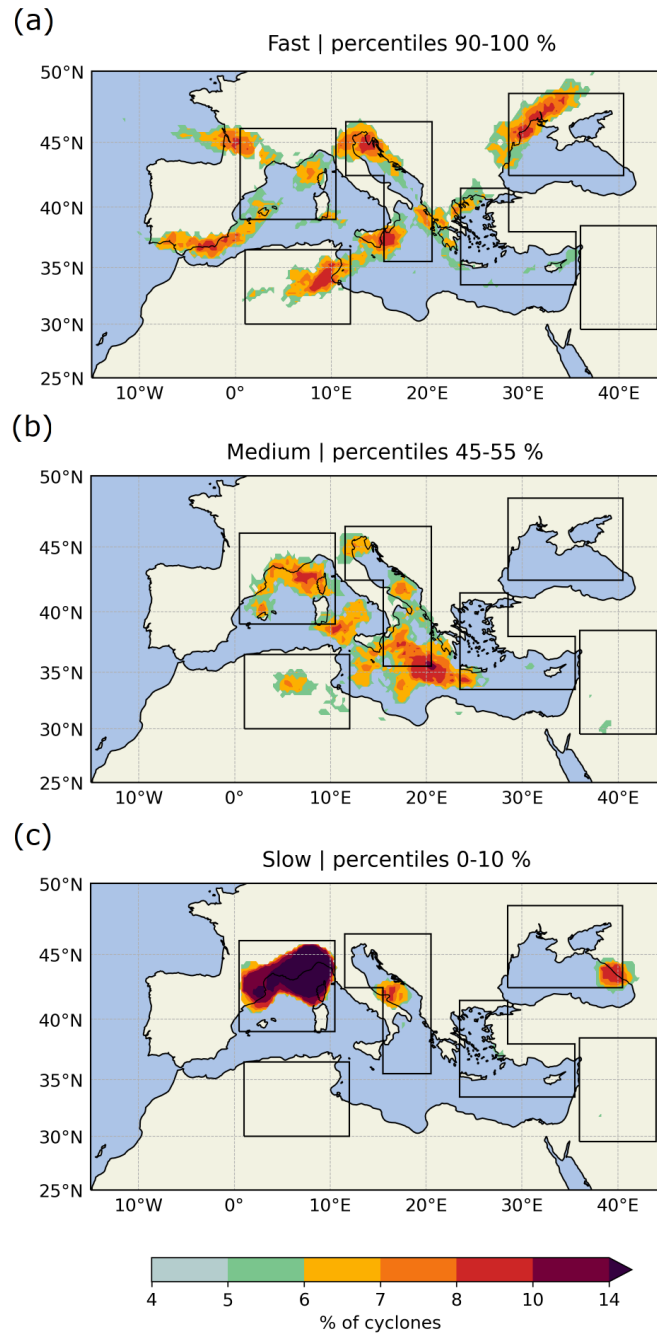 (a)
Fast | percentiles 90-100 %
50°N
45°N
40°N
35°N
30°N
25°N
10°W 0° 10°E 20°E 30°E 40°E
(b)
Medium | percentiles 45-55 %
50°N
45°N
40°N
35°N
30°N
25°N
10°W 0° 10°E 20°E 30°E 40°E
(c)
Slow | percentiles 0-10 %
50°N
45°N
40°N
35°N
30°N
25°N
10°W 0° 10°E 20°E 30°E 40°E
4 5 6 7 8 10 14
% of cyclones